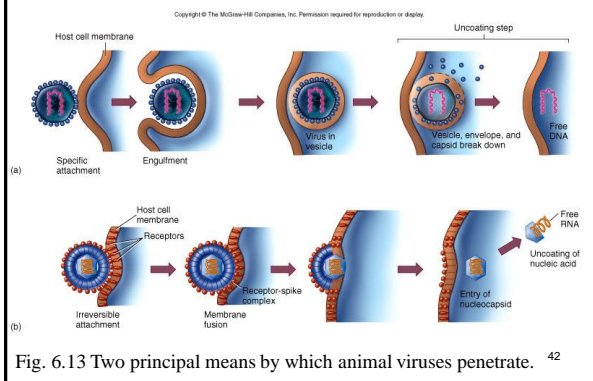 Copyright © The McGraw-Hill Companies, Inc. Permission required for reproduction or display.
Host cell membrane
Uncoating step
Specific
attachment
Engulfment
Virus in
vesicle
Vesicle, envelope, and
capsid break down
Free
DNA
(a)
Host cell
membrane
Receptors
Irreversible
attachment
Receptor-spike
complex
Membrane
fusion
Entry of
nucleocapsid
Free
RNA
Uncoating of
nucleic acid
(b)
Fig. 6.13 Two principal means by which animal viruses penetrate.
42